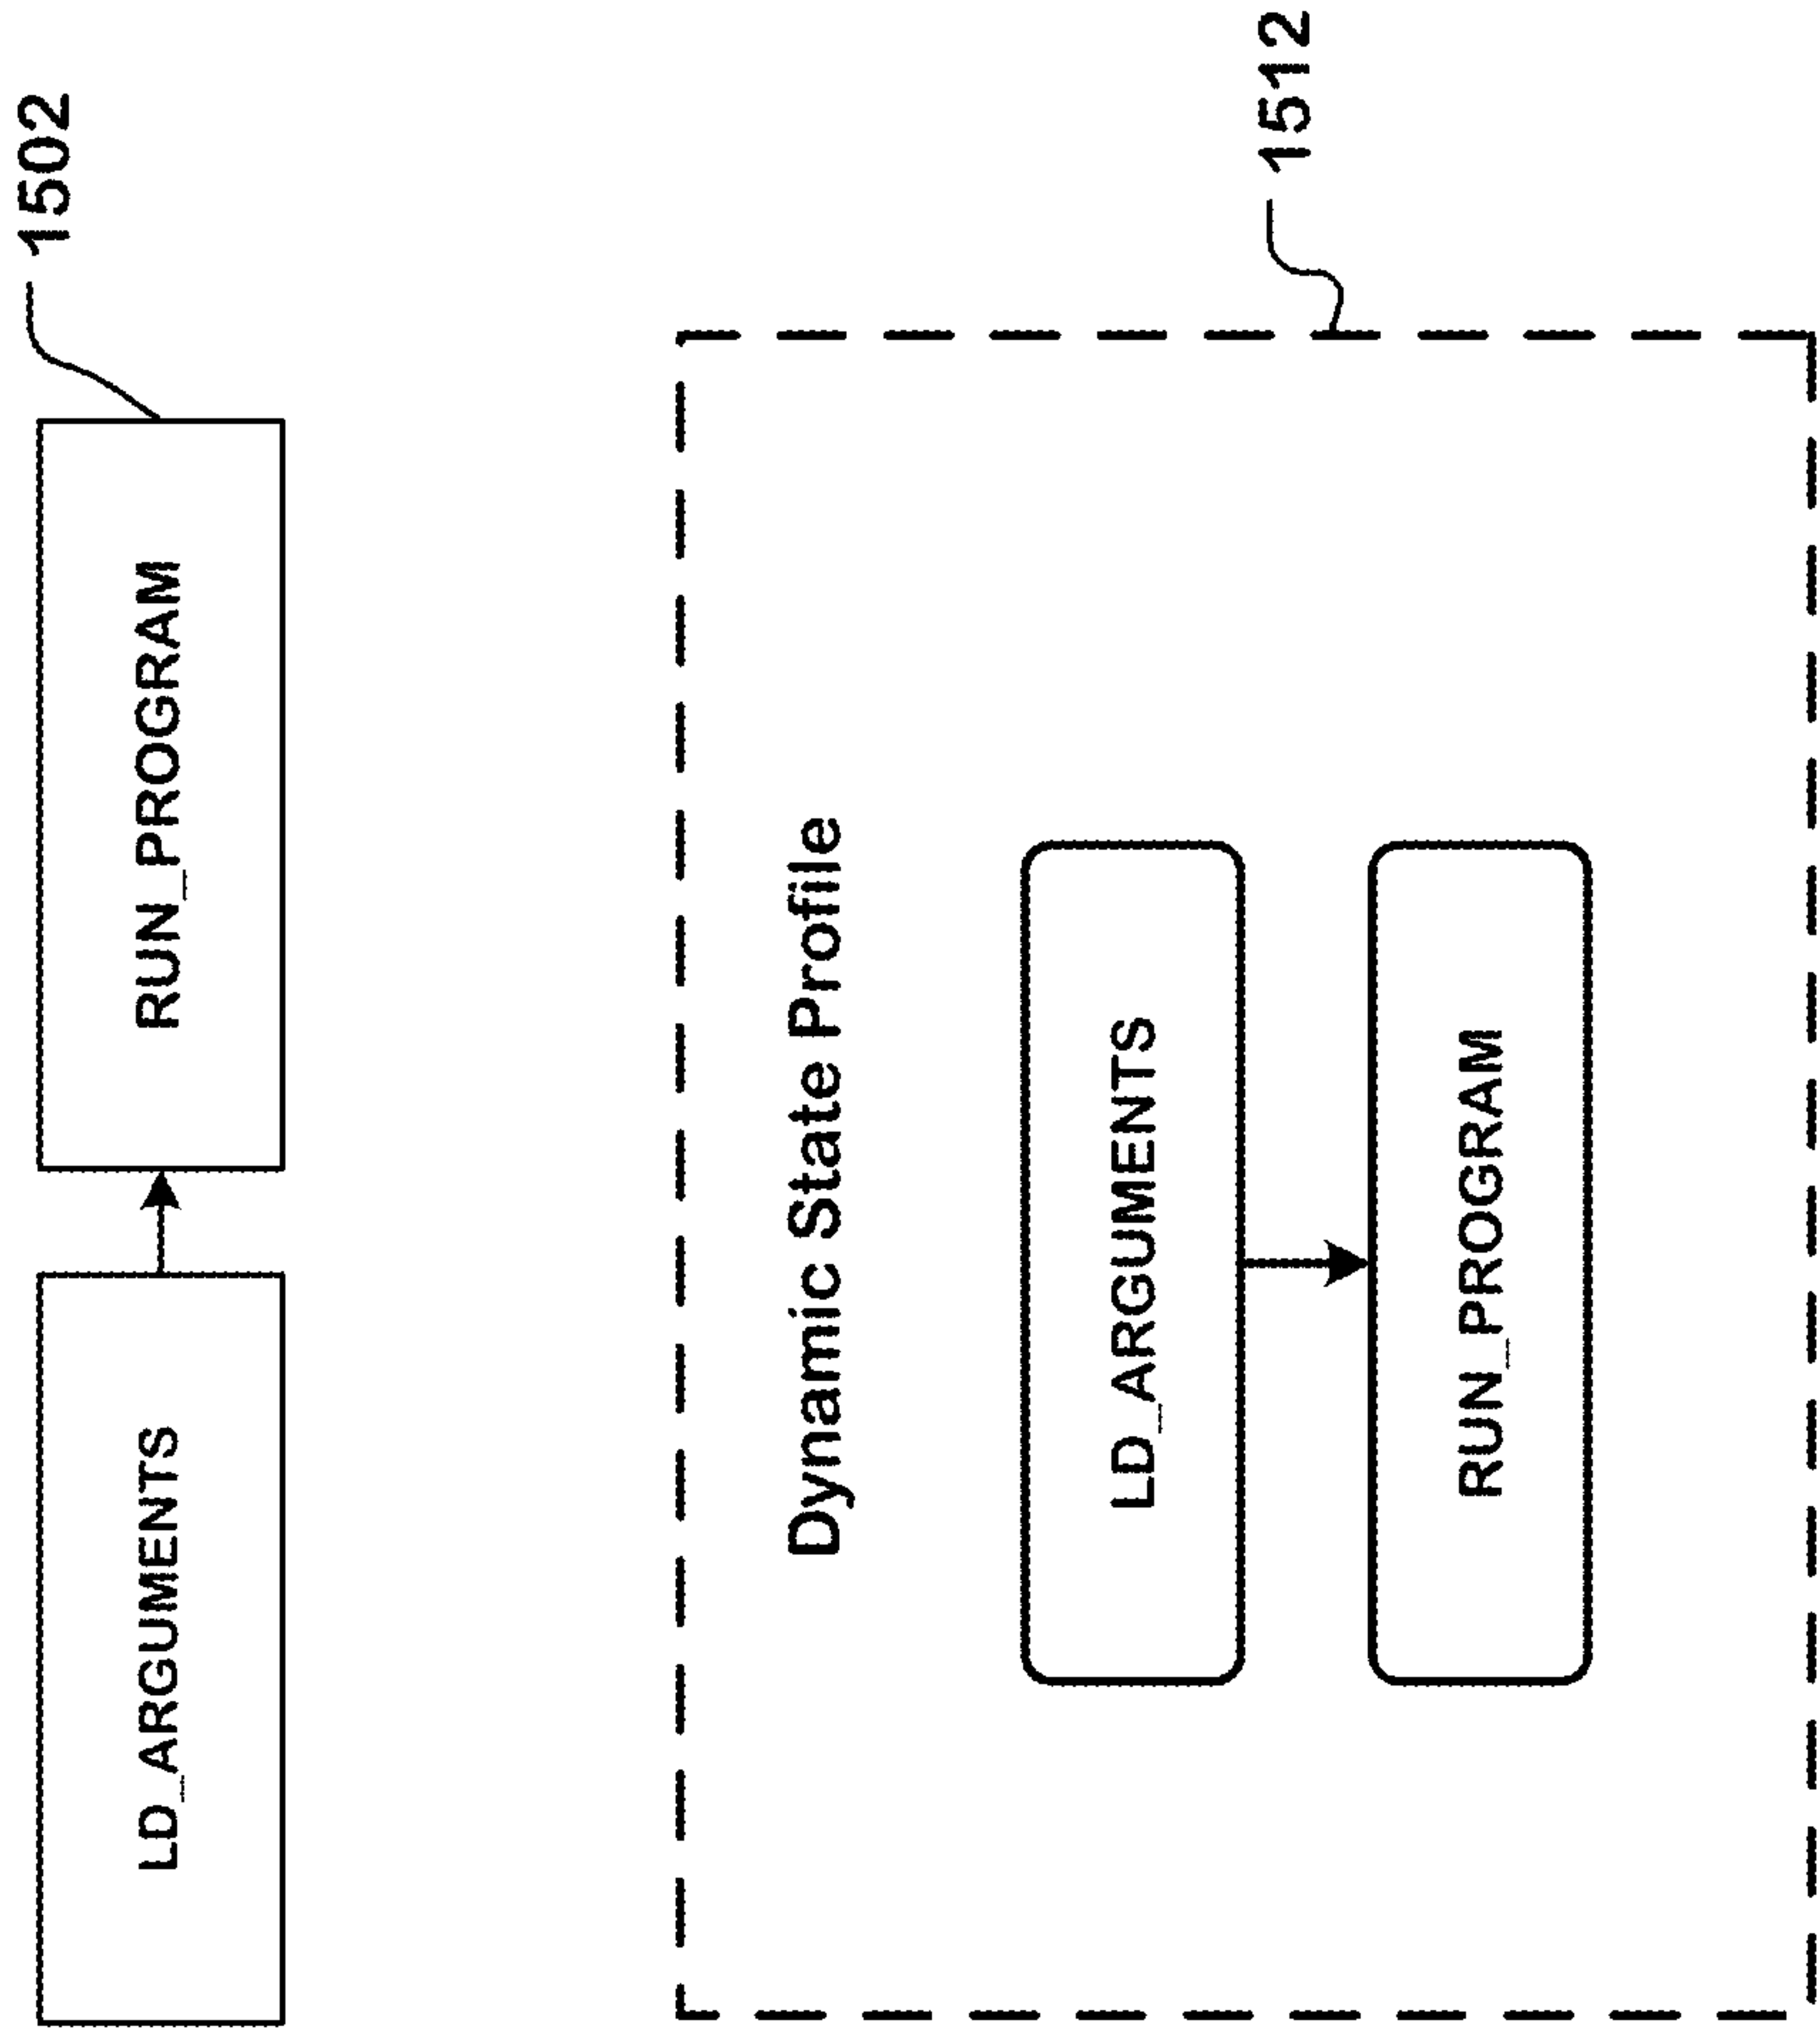 1502
LD_ARGUMENTS
RUN_PROGRAM
1512
Dynamic State Profile
LD_ARGUMENTS
RUN_PROGRAM